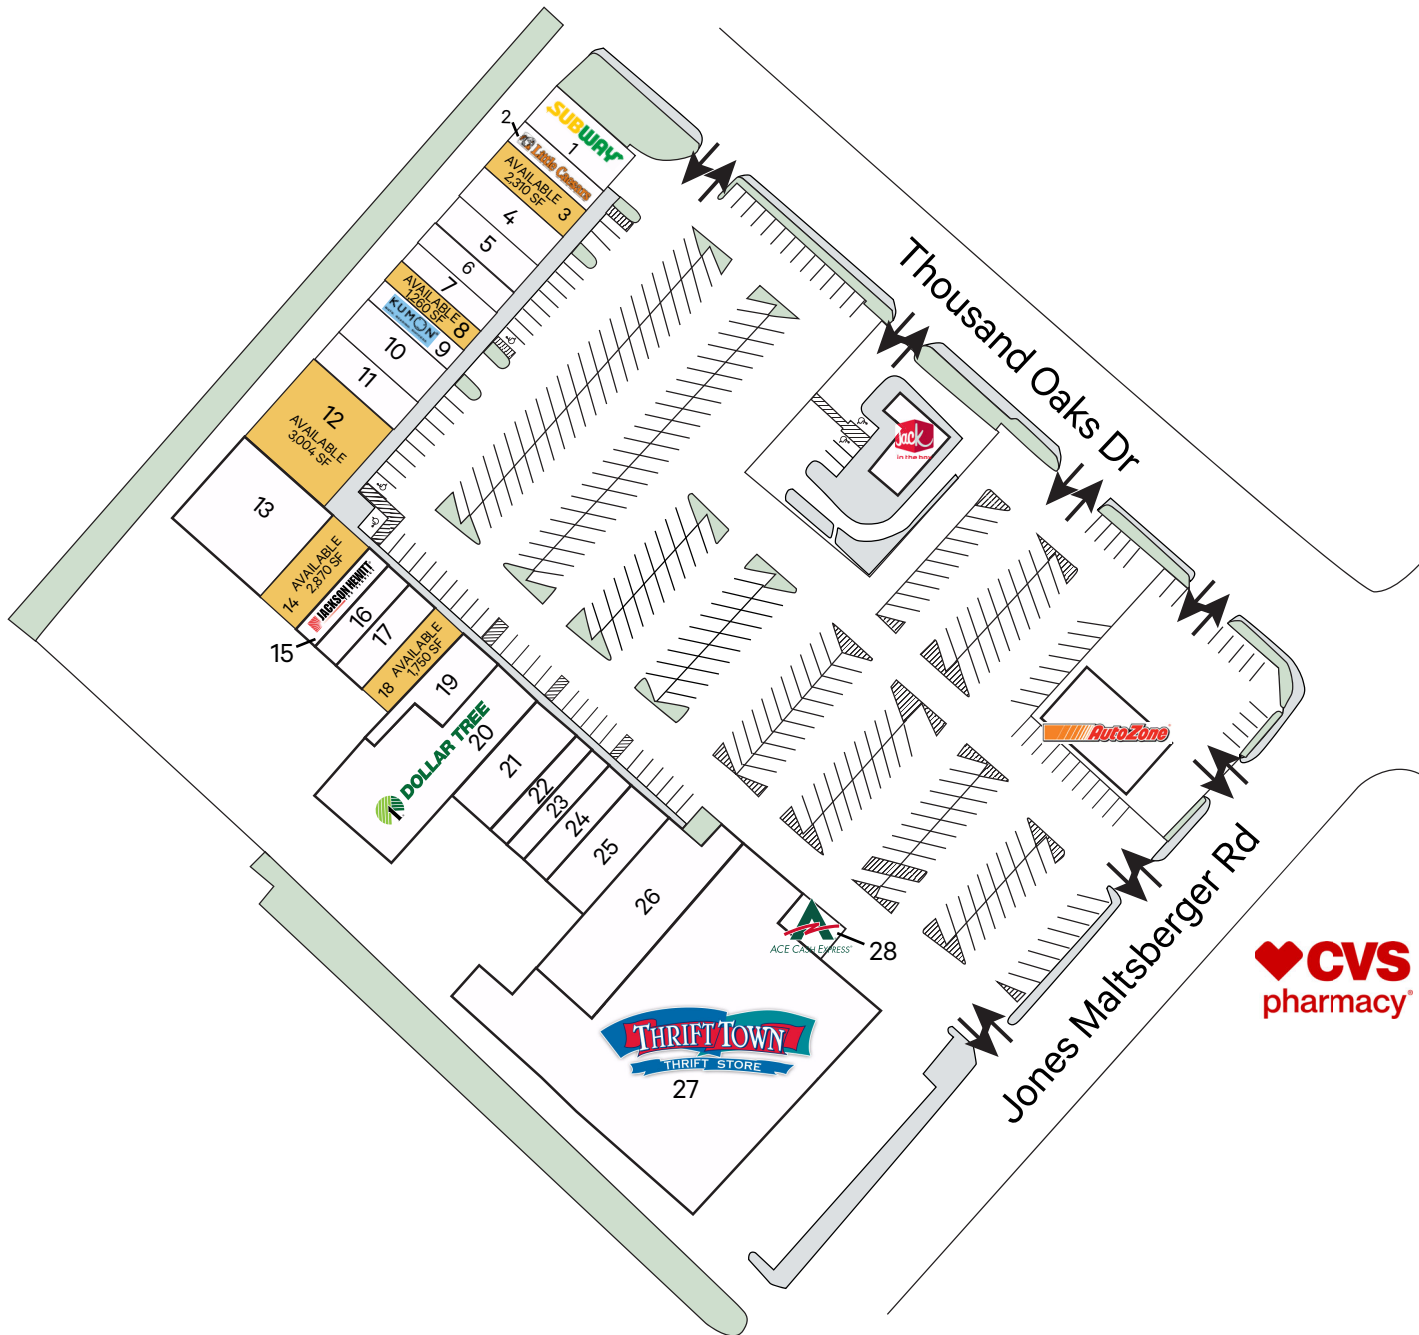 SUBWAY
1
2
Little Caesars
AVAILABLE
2,310 SF
3
4
5
6
7
AVAILABLE
1,260 SF
8
KUMON
9
10
11
12
AVAILABLE
3,004 SF
13
14
AVAILABLE
2,870 SF
JACKSON HEWITT
15
16
17
18
AVAILABLE
1,750 SF
19
DOLLAR TREE
20
21
22
23
24
25
26
THRIFT TOWN
THRIFT STORE
27
ACE CASH EXPRESS
28
Jack
in the box
AutoZone
Thousand Oaks Dr
Jones Maltsberger Rd
CVS
pharmacy